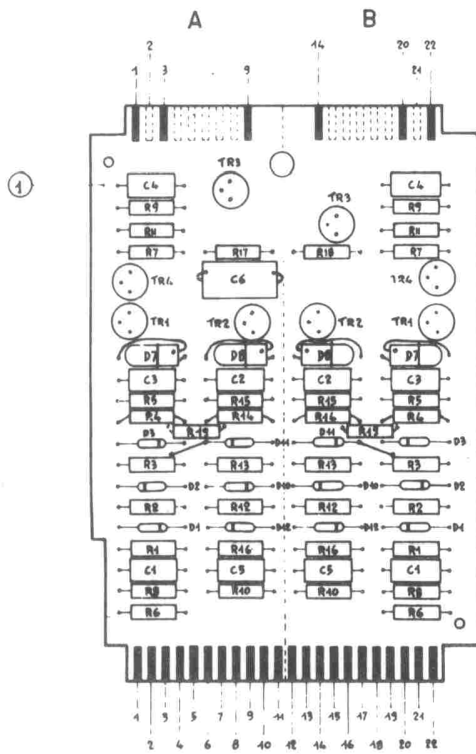 A B
2 14 20 22
1 3 9 21
TR3
1
C4 C4
R9 TR3 R9
R11 R11
R7 R17 R18 R7
TR4 C6 TR4
TR1 TR2 TR2 TR1
D7 D8 D8 D7
C3 C2 C2 C3
R5 R15 R15 R5
R4 R14 R14 R4
R19 R19
D3 D11 D11 D3
R3 R13 R13 R3
D2 D10 D10 D2
R2 R12 R12 R2
D1 D12 D12 D1
R1 R16 R16 R1
C1 C5 C5 C1
R8 R10 R10 R8
R6 R6
1 3 5 7 9 11 13 15 17 19 21
2 4 6 8 10 12 14 16 18 20 22